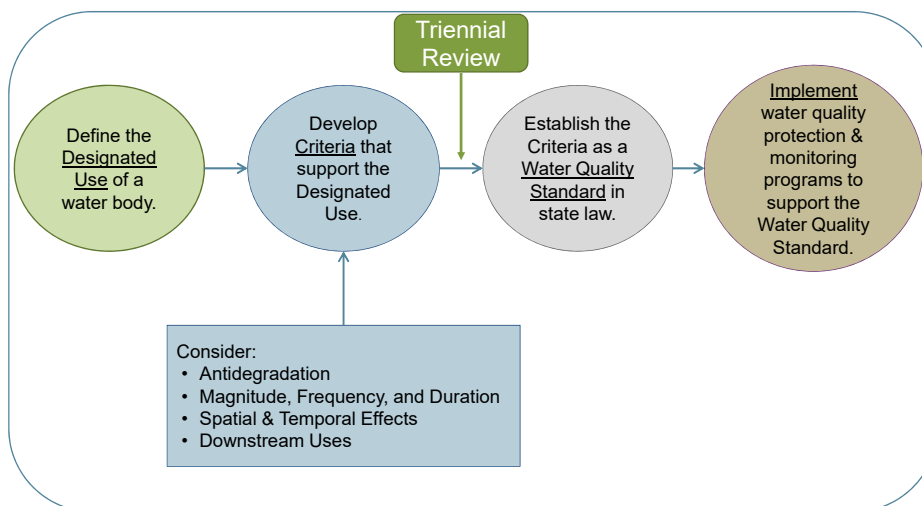 Triennial
Review
Define the
Designated
Use of a
water body.
Develop
Criteria that
support the
Designated
Use.
Establish the
Criteria as a
Water Quality
Standard in
state law.
Implement
water quality
protection &
monitoring
programs to
support the
Water Quality
Standard.
Consider:
• Antidegradation
• Magnitude, Frequency, and Duration
• Spatial & Temporal Effects
• Downstream Uses